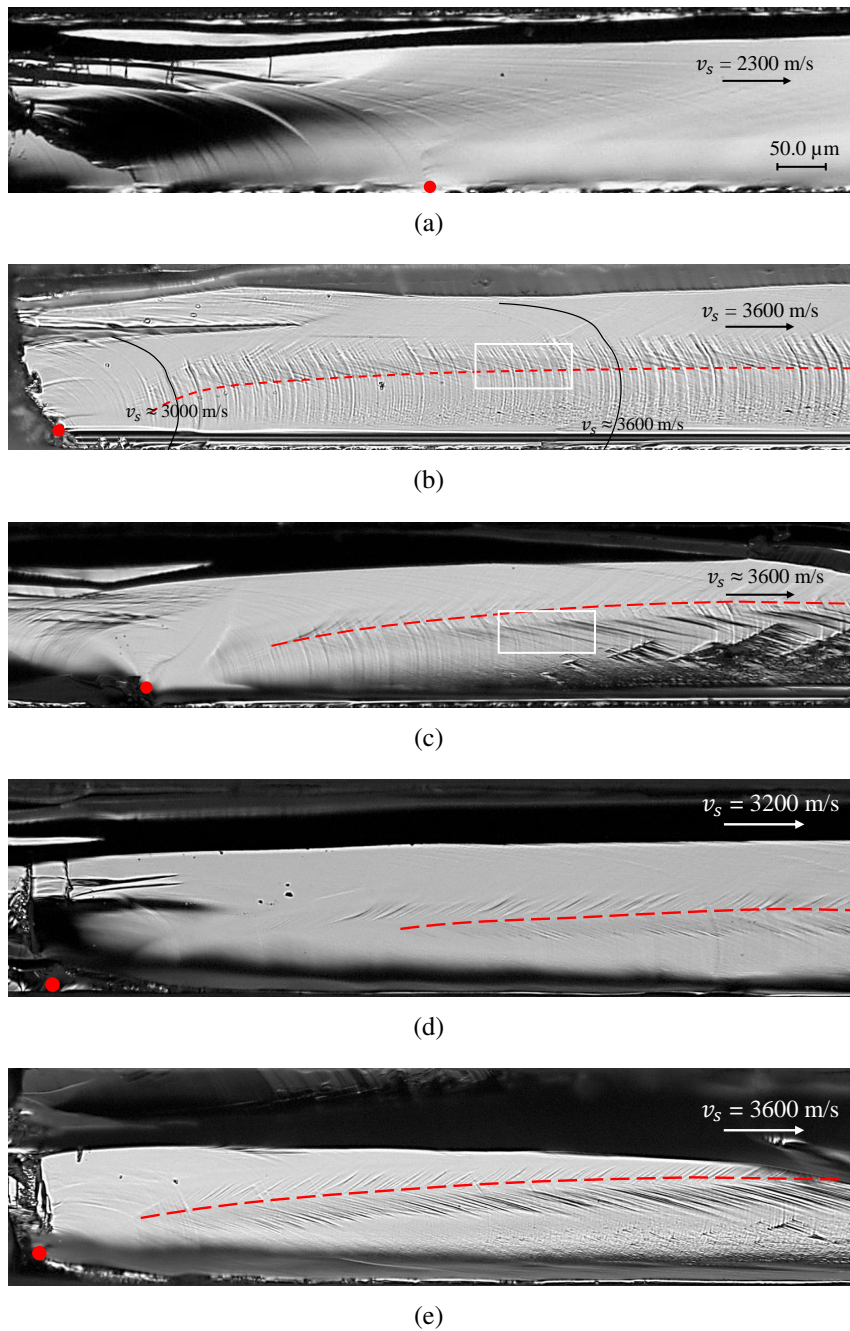 v_s = 2300 m/s
50.0 µm
(a)
v_s = 3600 m/s
v_s ≈ 3000 m/s
v_s ≈ 3600 m/s
(b)
v_s ≈ 3600 m/s
(c)
v_s = 3200 m/s
(d)
v_s = 3600 m/s
(e)